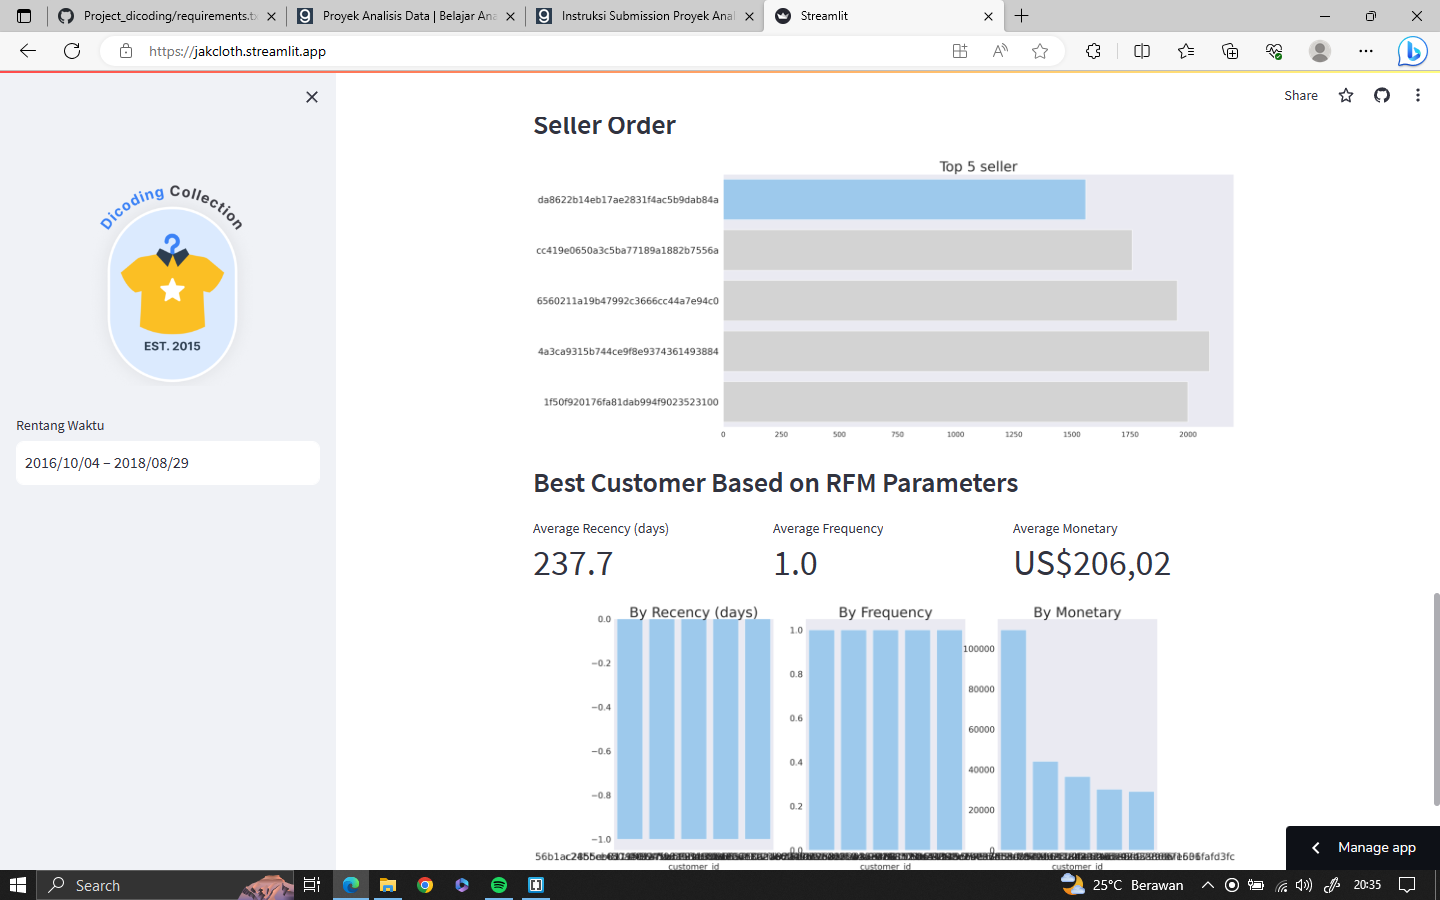 Project_dicoding/requirements.tx
Proyek Analisis Data | Belajar Ana
Instruksi Submission Proyek Anal
Streamlit
https://jakcloth.streamlit.app
Share
Dicoding Collection
EST. 2015
Rentang Waktu
2016/10/04 – 2018/08/29
Seller Order
Top 5 seller
da8622b14eb17ae2831f4ac5b9dab84a
cc419e0650a3c5ba77189a1882b7556a
6560211a19b47992c3666cc44a7e94c0
4a3ca9315b744ce9f8e9374361493884
1f50f920176fa81dab994f9023523100
0 250 500 750 1000 1250 1500 1750 2000
Best Customer Based on RFM Parameters
Average Recency (days)
237.7
Average Frequency
1.0
Average Monetary
US$206,02
By Recency (days)
0.0
−0.2
−0.4
−0.6
−0.8
−1.0
customer_id
By Frequency
1.0
0.8
0.6
0.4
0.2
0.0
customer_id
By Monetary
100000
80000
60000
40000
20000
0
customer_id
Manage app
Search
25°C Berawan
20:35